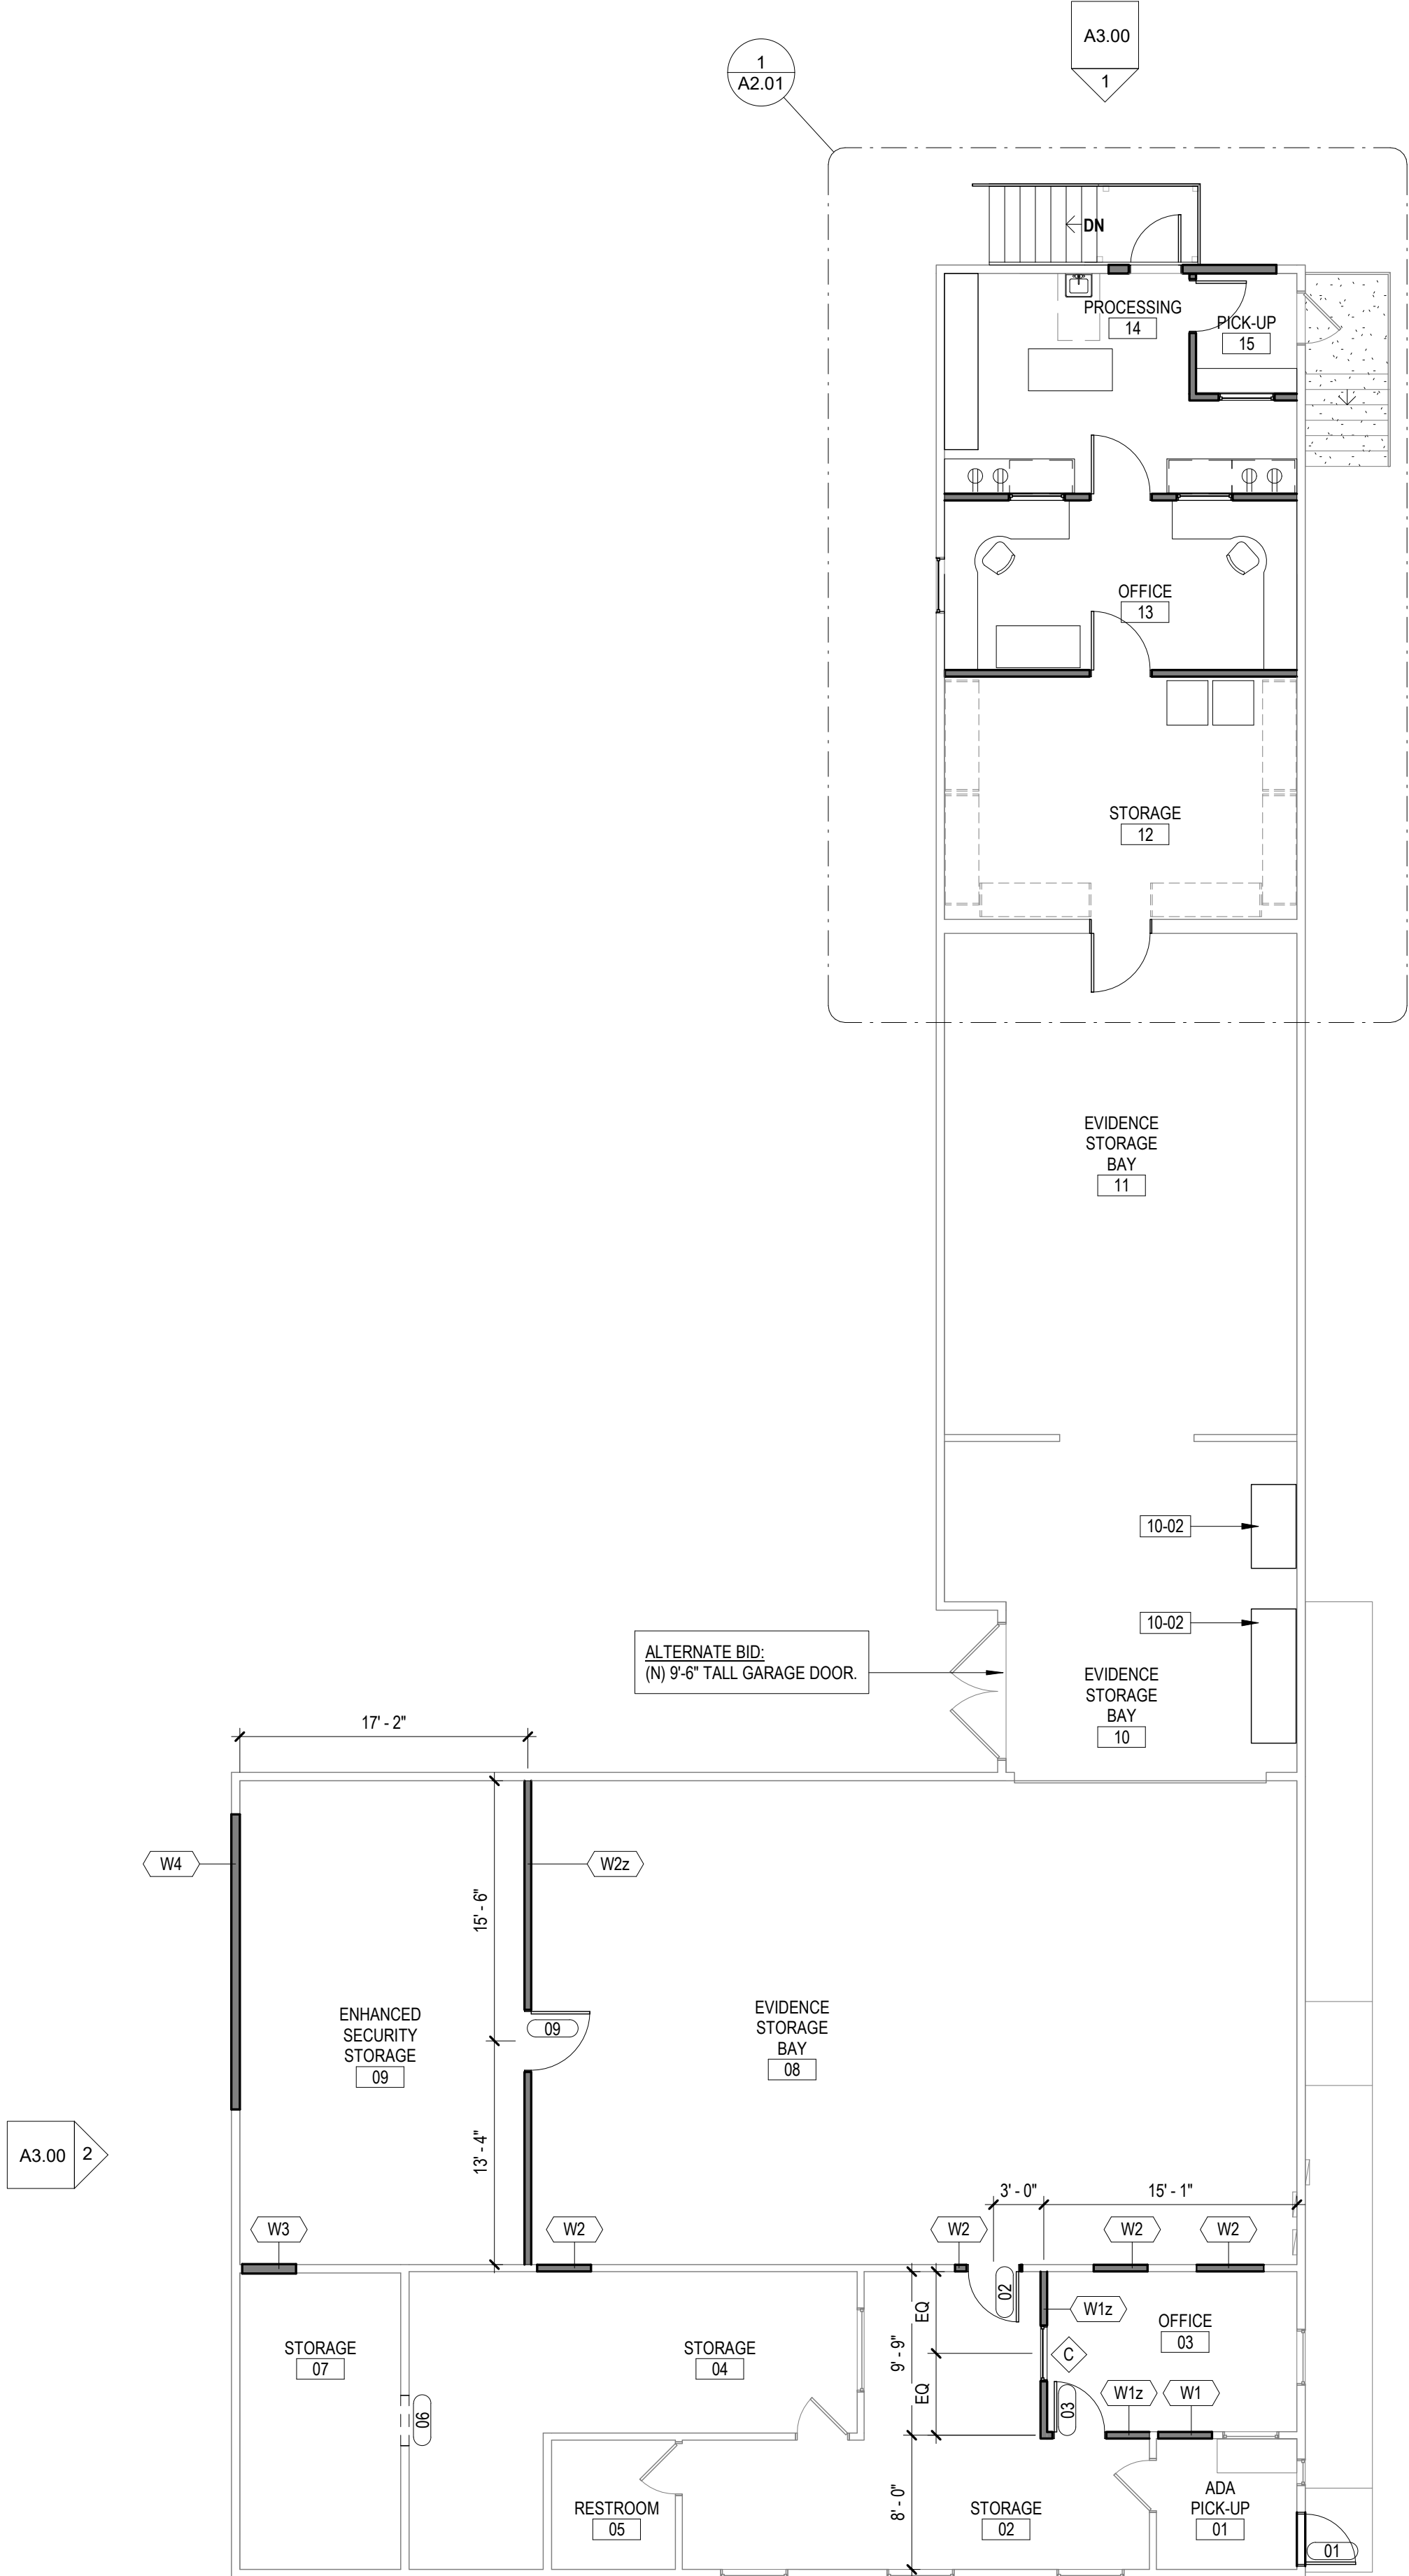 A3.00
1
1
A2.01
DN
PROCESSING
14
PICK-UP
15
OFFICE
13
STORAGE
12
EVIDENCE
STORAGE
BAY
11
10-02
10-02
ALTERNATE BID:
(N) 9'-6" TALL GARAGE DOOR.
EVIDENCE
STORAGE
BAY
10
17' - 2"
W4
W2z
15' - 6"
ENHANCED
SECURITY
STORAGE
09
09
EVIDENCE
STORAGE
BAY
08
A3.00
2
13' - 4"
3' - 0"
15' - 1"
W3
W2
W2
W2
W2
02
EQ
W1z
9' - 9"
OFFICE
03
STORAGE
07
STORAGE
04
C
EQ
06
03
W1z
W1
8' - 0"
RESTROOM
05
STORAGE
02
ADA
PICK-UP
01
01